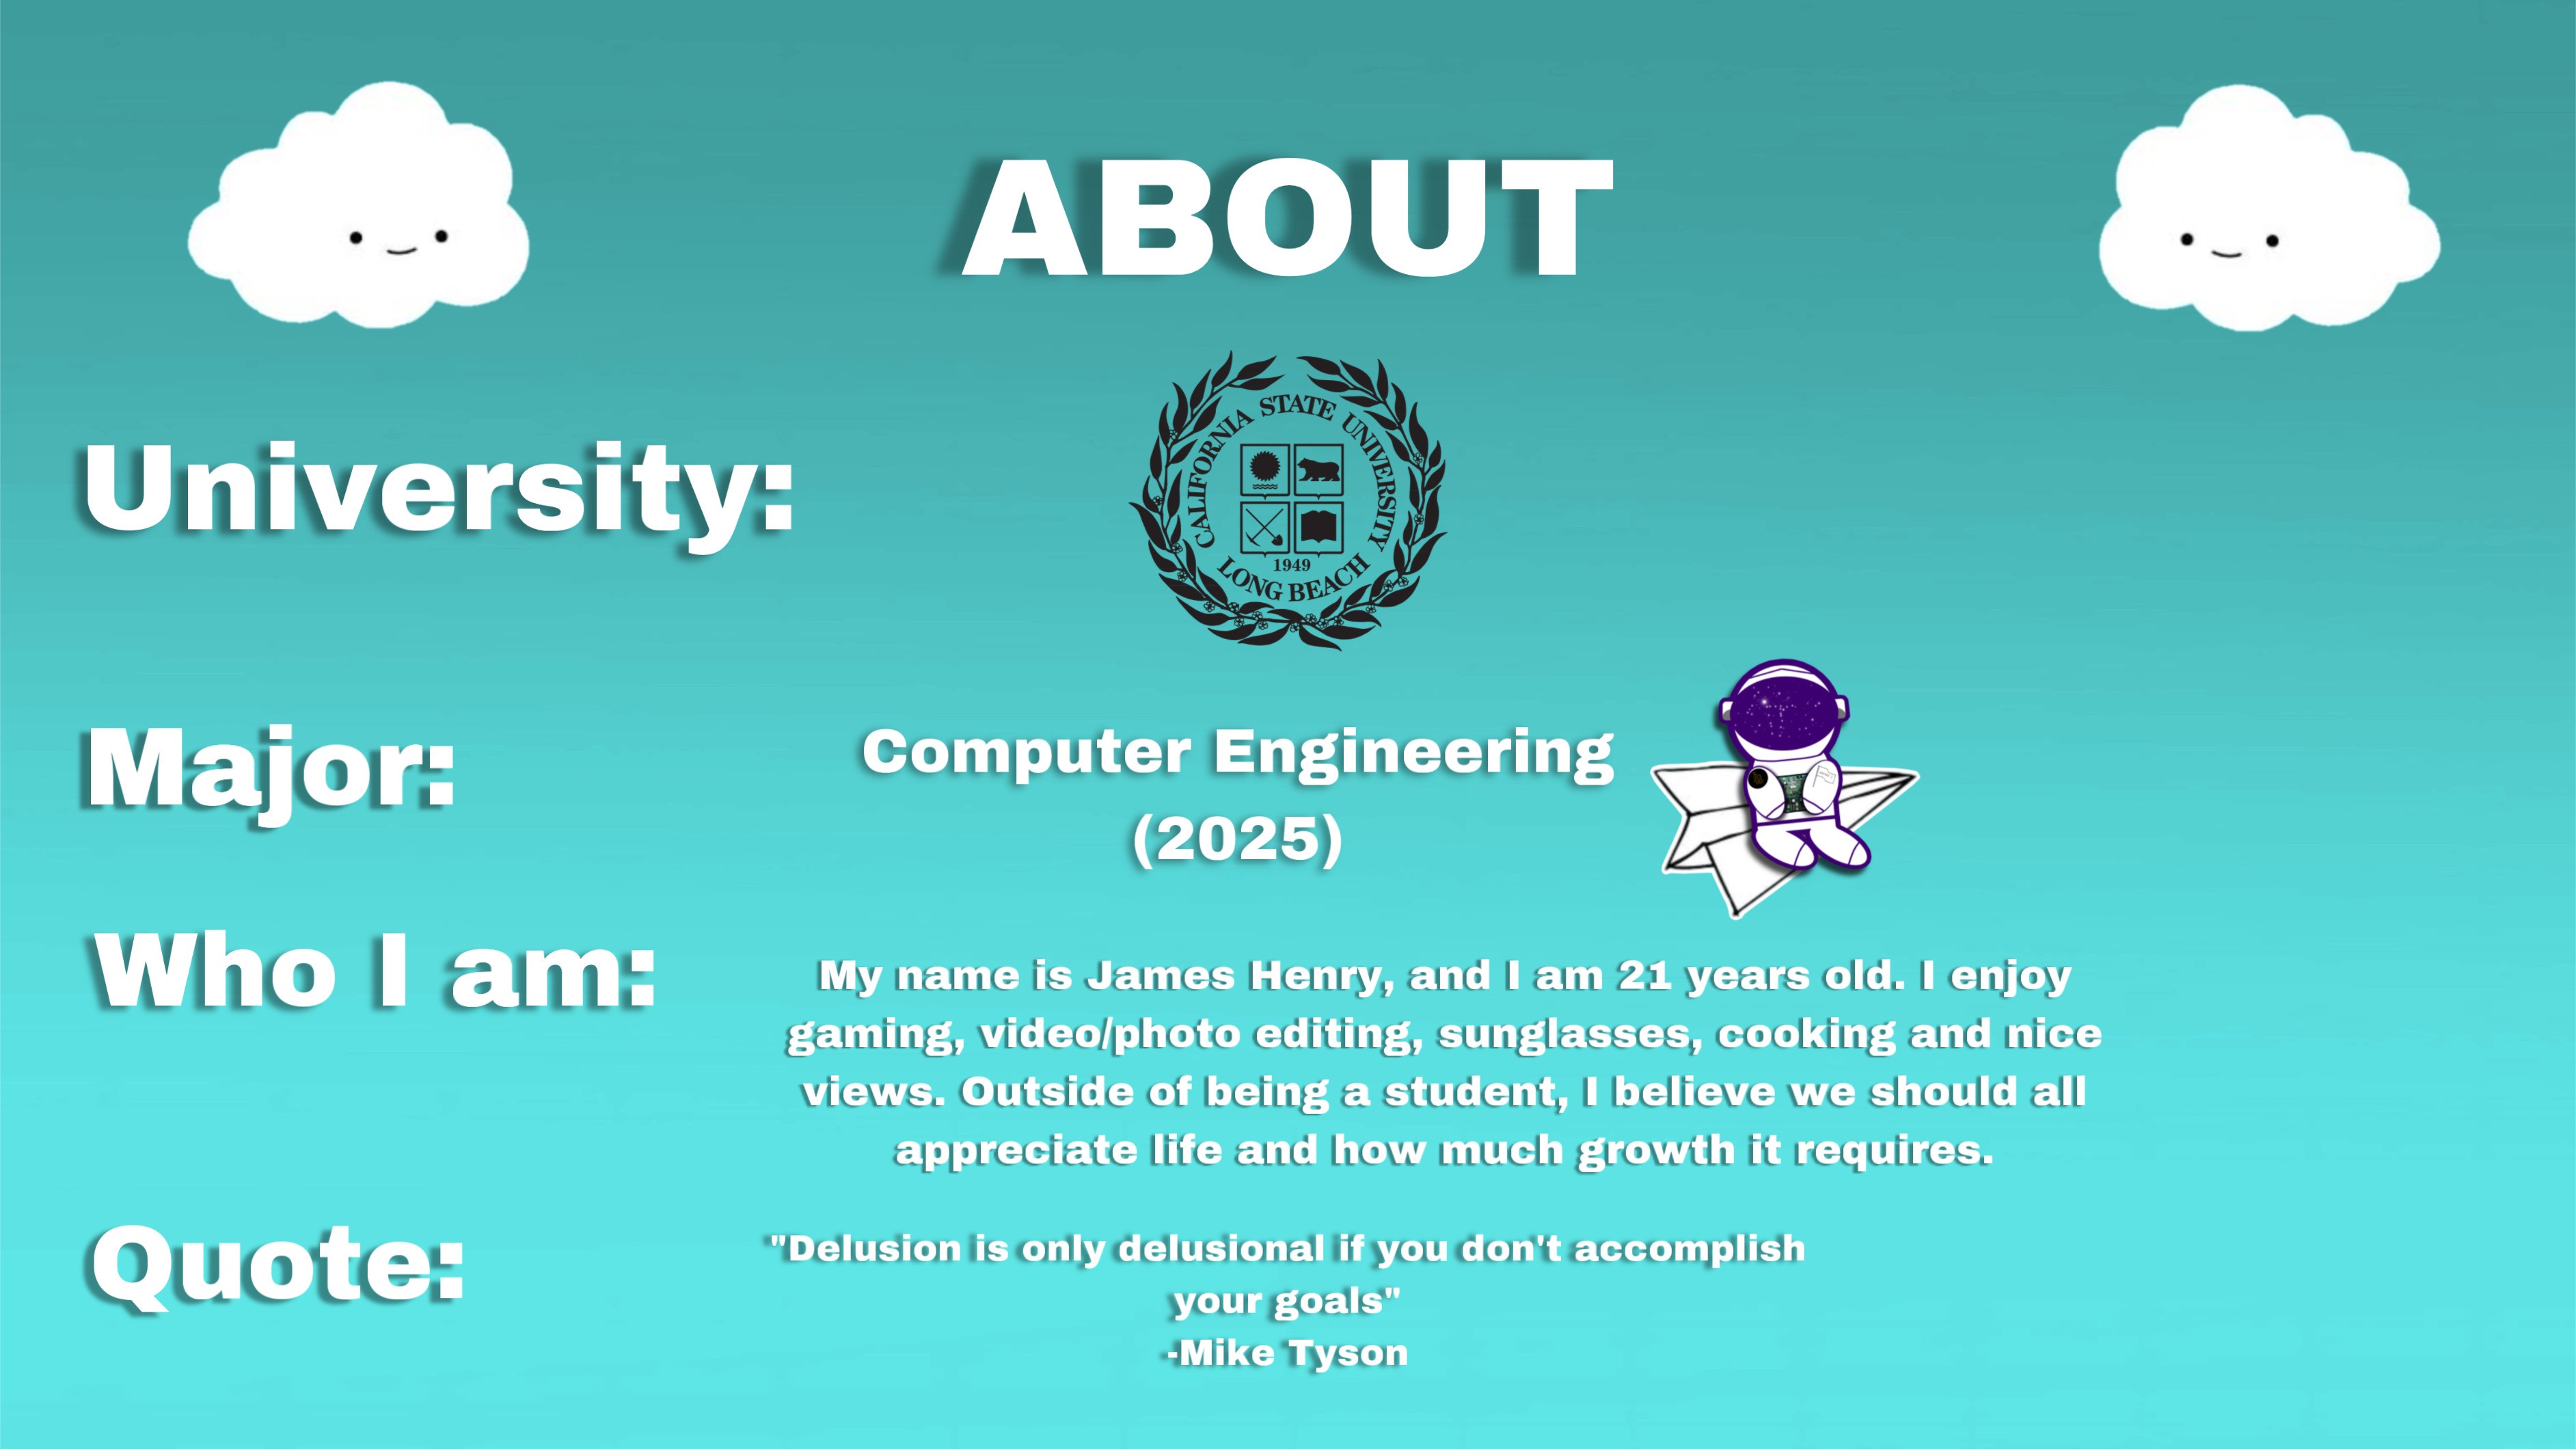 ABOUT
University:
CALIFORNIA STATE UNIVERSITY
1949
LONG BEACH
Major:
Computer Engineering
(2025)
Who I am:
My name is James Henry, and I am 21 years old. I enjoy
gaming, video/photo editing, sunglasses, cooking and nice
views. Outside of being a student, I believe we should all
appreciate life and how much growth it requires.
Quote:
"Delusion is only delusional if you don't accomplish
your goals"
-Mike Tyson